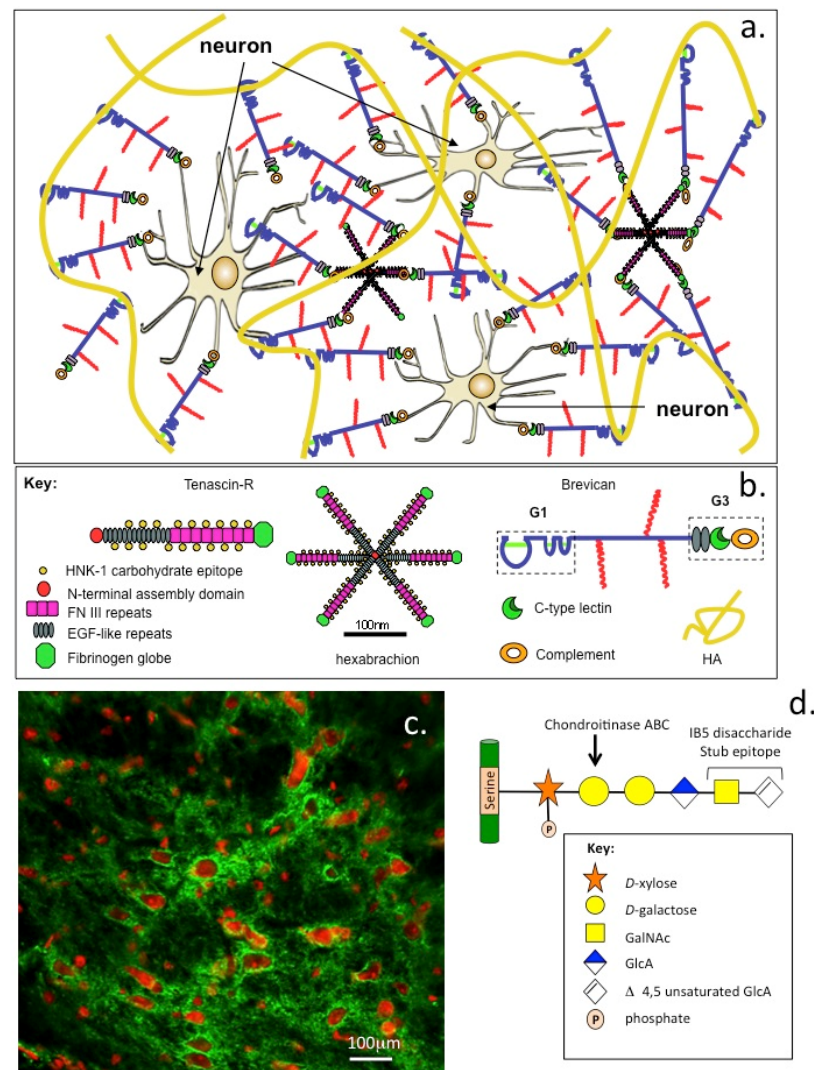 a.
neuron
neuron
Key:
Tenascin-R
Brevican
b.
G1
G3
HNK-1 carbohydrate epitope
N-terminal assembly domain
FN III repeats
EGF-like repeats
Fibrinogen globe
100nm
hexabrachion
C-type lectin
Complement
HA
c.
100μm
d.
Chondroitinase ABC
IB5 disaccharide
Stub epitope
Serine
P
Key:
D-xylose
D-galactose
GalNAc
GlcA
Δ 4,5 unsaturated GlcA
P phosphate